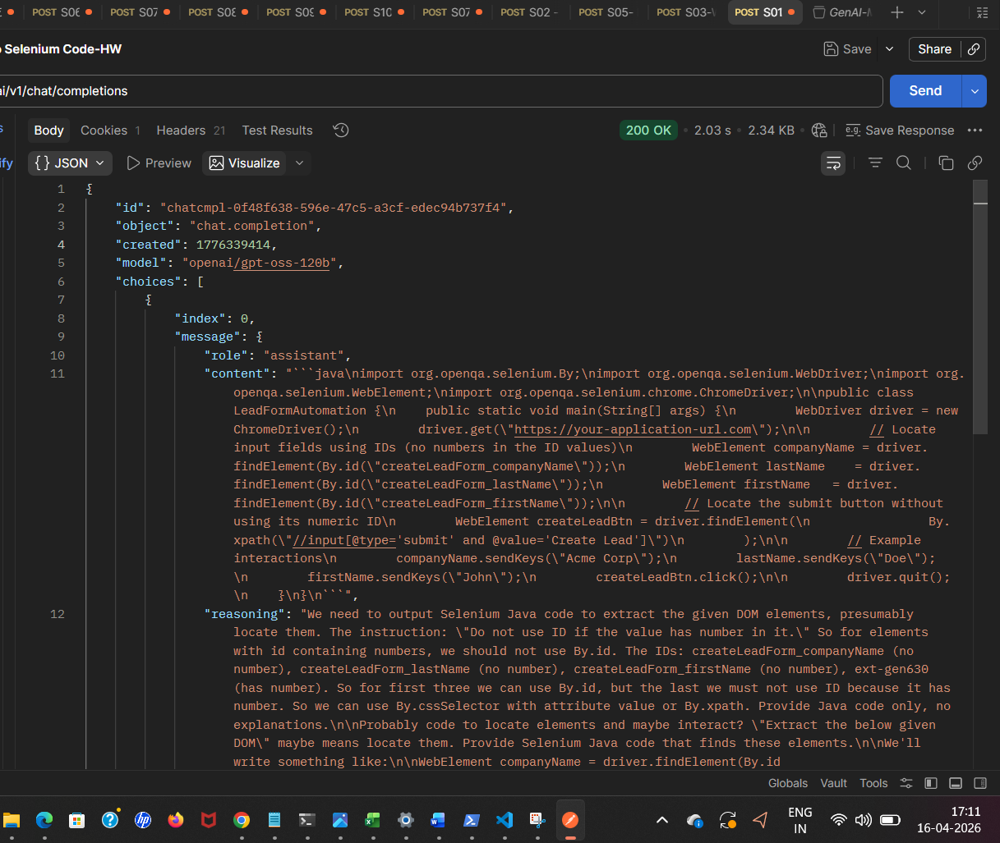 POST S06
POST S07
POST S08
POST S09
POST S10
POST S07
POST S02 -
POST S05-
POST S03-
POST S01
GenAI-
Selenium Code-HW
Save
Share
ai/v1/chat/completions
Send
Body
Cookies 1
Headers 21
Test Results
200 OK
2.03 s
2.34 KB
e.g. Save Response
ify
{} JSON
Preview
Visualize
1 {
2 "id": "chatcmpl-0f48f638-596e-47c5-a3cf-edec94b737f4",
3 "object": "chat.completion",
4 "created": 1776339414,
5 "model": "openai/gpt-oss-120b",
6 "choices": [
7 {
8 "index": 0,
9 "message": {
10 "role": "assistant",
11 "content": "```java\nimport org.openqa.selenium.By;\nimport org.openqa.selenium.WebDriver;\nimport org.
openqa.selenium.WebElement;\nimport org.openqa.selenium.chrome.ChromeDriver;\n\npublic class
LeadFormAutomation {\n    public static void main(String[] args) {\n        WebDriver driver = new
ChromeDriver();\n        driver.get(\"https://your-application-url.com\");\n\n        // Locate
input fields using IDs (no numbers in the ID values)\n        WebElement companyName = driver.
findElement(By.id(\"createLeadForm_companyName\"));\n        WebElement lastName    = driver.
findElement(By.id(\"createLeadForm_lastName\"));\n        WebElement firstName   = driver.
findElement(By.id(\"createLeadForm_firstName\"));\n\n        // Locate the submit button without
using its numeric ID\n        WebElement createLeadBtn = driver.findElement(\n                By.
xpath(\"//input[@type='submit' and @value='Create Lead']\")\n        );\n\n        // Example
interactions\n        companyName.sendKeys(\"Acme Corp\");\n        lastName.sendKeys(\"Doe\");
\n        firstName.sendKeys(\"John\");\n        createLeadBtn.click();\n\n        driver.quit();
\n    }\n}\n```",
12 "reasoning": "We need to output Selenium Java code to extract the given DOM elements, presumably
locate them. The instruction: \"Do not use ID if the value has number in it.\" So for elements
with id containing numbers, we should not use By.id. The IDs: createLeadForm_companyName (no
number), createLeadForm_lastName (no number), createLeadForm_firstName (no number), ext-gen630
(has number). So for first three we can use By.id, but the last we must not use ID because it has
number. So we can use By.cssSelector with attribute value or By.xpath. Provide Java code only, no
explanations.\n\nProbably code to locate elements and maybe interact? \"Extract the below given
DOM\" maybe means locate them. Provide Selenium Java code that finds these elements.\n\nWe'll
write something like:\n\nWebElement companyName = driver.findElement(By.id
Globals
Vault
Tools
ENG
IN
17:11
16-04-2026